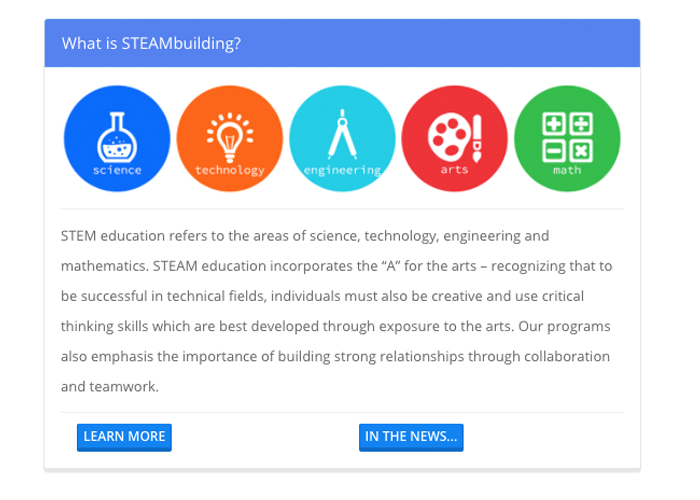 What is STEAMbuilding?
science technology engineering arts math
STEM education refers to the areas of science, technology, engineering and
mathematics. STEAM education incorporates the “A” for the arts – recognizing that to
be successful in technical fields, individuals must also be creative and use critical
thinking skills which are best developed through exposure to the arts. Our programs
also emphasis the importance of building strong relationships through collaboration
and teamwork.
LEARN MORE IN THE NEWS...